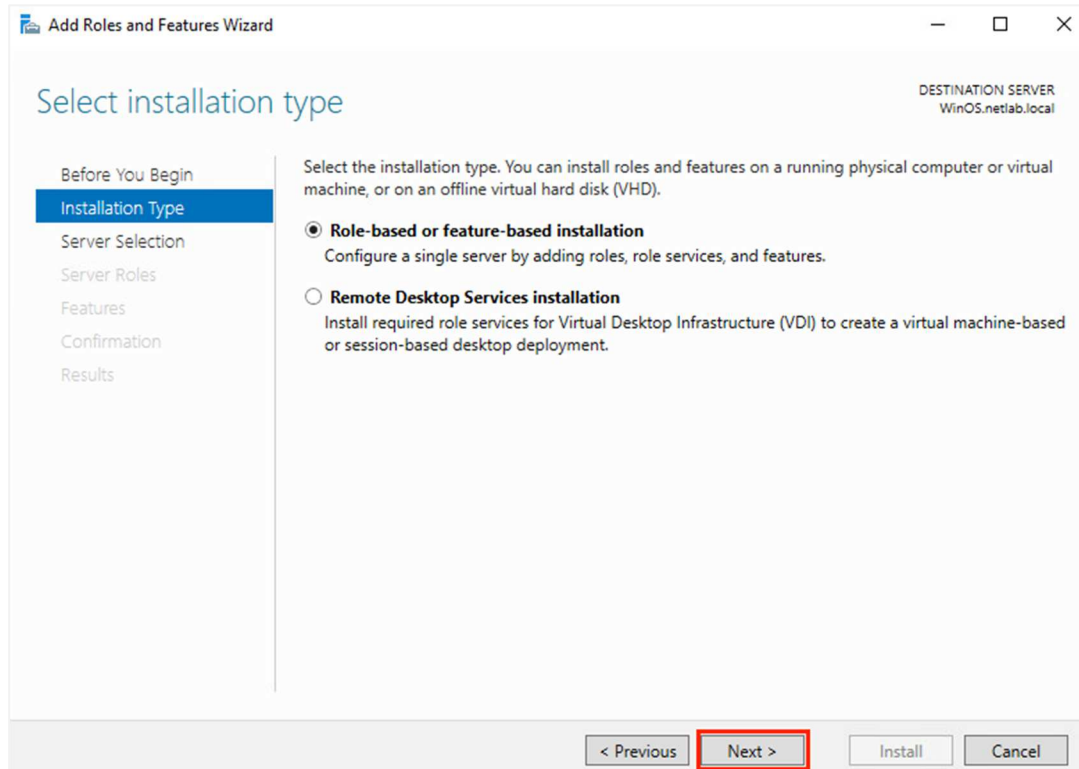 Add Roles and Features Wizard
Select installation type
DESTINATION SERVER
WinOS.netlab.local
Before You Begin
Installation Type
Server Selection
Server Roles
Features
Confirmation
Results
Select the installation type. You can install roles and features on a running physical computer or virtual
machine, or on an offline virtual hard disk (VHD).
Role-based or feature-based installation
Configure a single server by adding roles, role services, and features.
Remote Desktop Services installation
Install required role services for Virtual Desktop Infrastructure (VDI) to create a virtual machine-based
or session-based desktop deployment.
< Previous
Next >
Install
Cancel